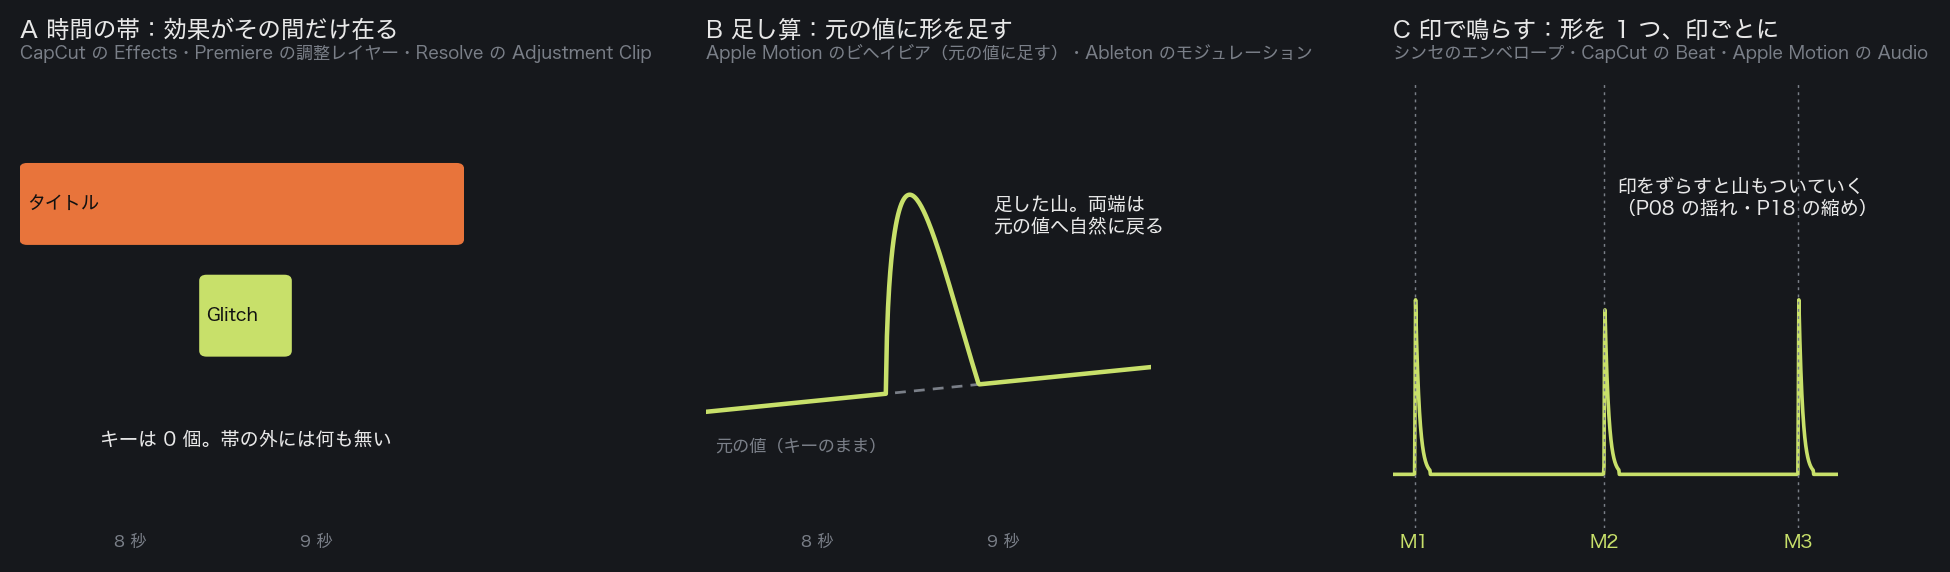 A 時間の帯：効果がその間だけ在る
CapCut の Effects・Premiere の調整レイヤー・Resolve の Adjustment Clip
タイトル
Glitch
キーは 0 個。帯の外には何も無い
8 秒
9 秒
B 足し算：元の値に形を足す
Apple Motion のビヘイビア（元の値に足す）・Ableton のモジュレーション
足した山。両端は
元の値へ自然に戻る
元の値（キーのまま）
8 秒
9 秒
C 印で鳴らす：形を 1 つ、印ごとに
シンセのエンベロープ・CapCut の Beat・Apple Motion の Audio
印をずらすと山もついていく
（P08 の揺れ・P18 の縮め）
M1
M2
M3